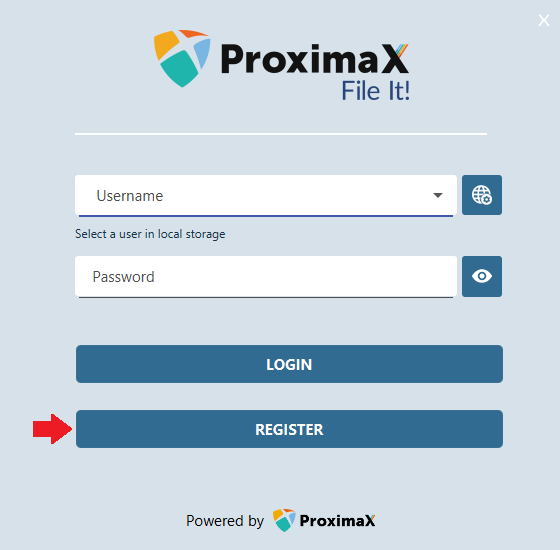 X
ProximaX
File It!
Username
Select a user in local storage
Password
LOGIN
REGISTER
Powered by ProximaX